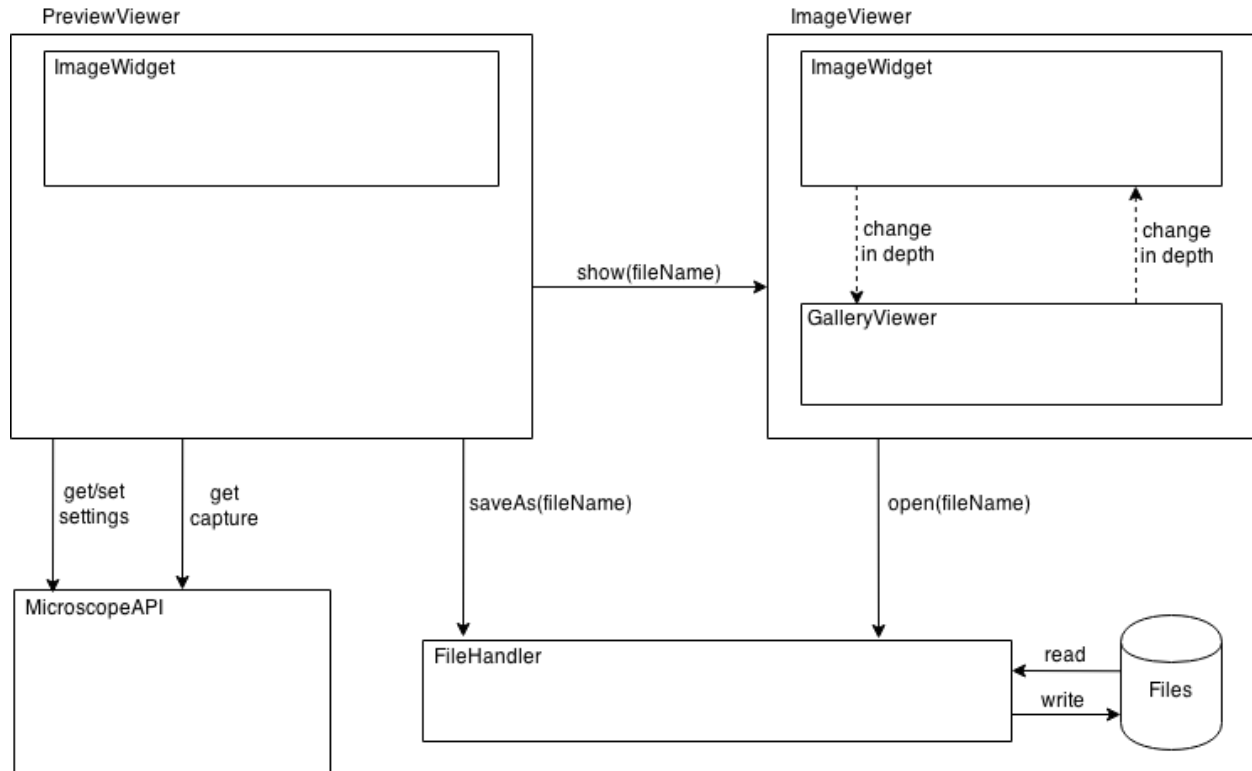 PreviewViewer
ImageViewer
ImageWidget
ImageWidget
change
in depth
change
in depth
show(fileName)
GalleryViewer
get/set
settings
get
capture
saveAs(fileName)
open(fileName)
MicroscopeAPI
FileHandler
read
write
Files